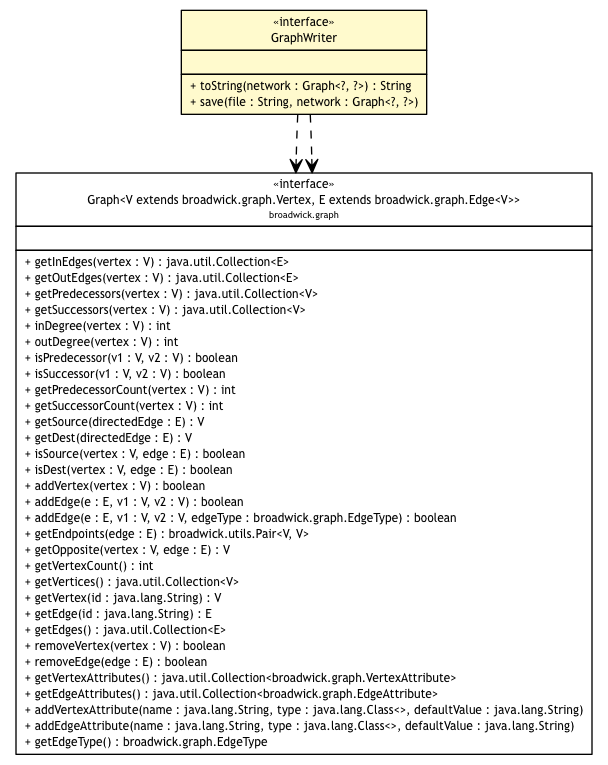 «interface»
GraphWriter
+ toString(network : Graph<?, ?>) : String
+ save(file : String, network : Graph<?, ?>)
«interface»
Graph<V extends broadwick.graph.Vertex, E extends broadwick.graph.Edge<V>>
broadwick.graph
+ getInEdges(vertex : V) : java.util.Collection<E>
+ getOutEdges(vertex : V) : java.util.Collection<E>
+ getPredecessors(vertex : V) : java.util.Collection<V>
+ getSuccessors(vertex : V) : java.util.Collection<V>
+ inDegree(vertex : V) : int
+ outDegree(vertex : V) : int
+ isPredecessor(v1 : V, v2 : V) : boolean
+ isSuccessor(v1 : V, v2 : V) : boolean
+ getPredecessorCount(vertex : V) : int
+ getSuccessorCount(vertex : V) : int
+ getSource(directedEdge : E) : V
+ getDest(directedEdge : E) : V
+ isSource(vertex : V, edge : E) : boolean
+ isDest(vertex : V, edge : E) : boolean
+ addVertex(vertex : V) : boolean
+ addEdge(e : E, v1 : V, v2 : V) : boolean
+ addEdge(e : E, v1 : V, v2 : V, edgeType : broadwick.graph.EdgeType) : boolean
+ getEndpoints(edge : E) : broadwick.utils.Pair<V, V>
+ getOpposite(vertex : V, edge : E) : V
+ getVertexCount() : int
+ getVertices() : java.util.Collection<V>
+ getVertex(id : java.lang.String) : V
+ getEdge(id : java.lang.String) : E
+ getEdges() : java.util.Collection<E>
+ removeVertex(vertex : V) : boolean
+ removeEdge(edge : E) : boolean
+ getVertexAttributes() : java.util.Collection<broadwick.graph.VertexAttribute>
+ getEdgeAttributes() : java.util.Collection<broadwick.graph.EdgeAttribute>
+ addVertexAttribute(name : java.lang.String, type : java.lang.Class<>, defaultValue : java.lang.String)
+ addEdgeAttribute(name : java.lang.String, type : java.lang.Class<>, defaultValue : java.lang.String)
+ getEdgeType() : broadwick.graph.EdgeType